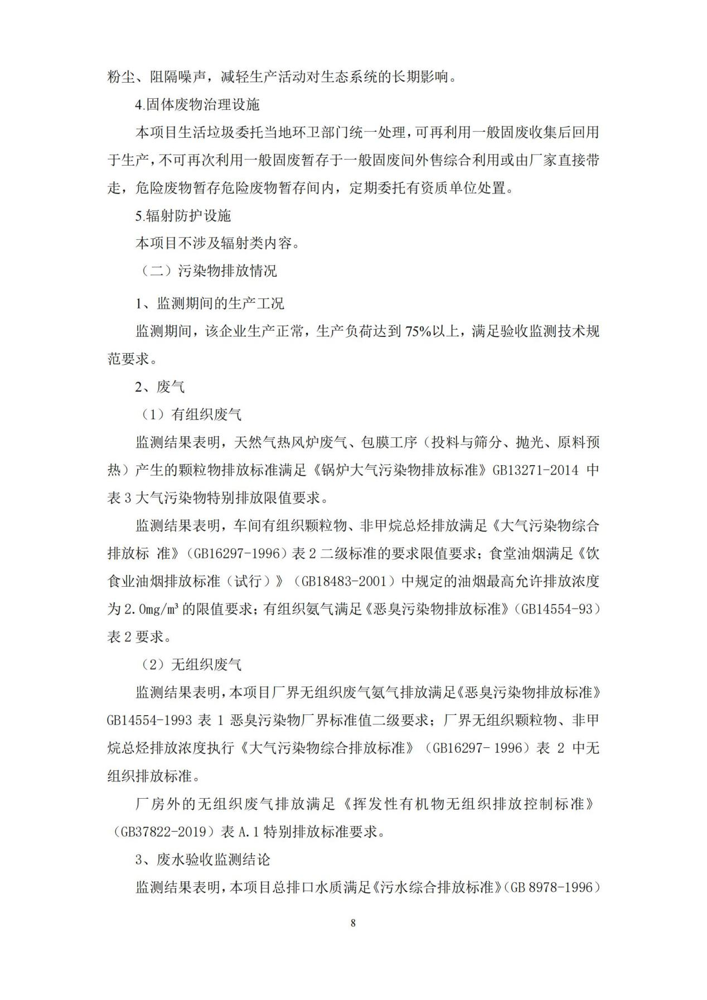 粉尘、阻隔噪声，减轻生产活动对生态系统的长期影响。
4.固体废物治理设施
本项目生活垃圾委托当地环卫部门统一处理，可再利用一般固废收集后回用
于生产，不可再次利用一般固废暂存于一般固废间外售综合利用或由厂家直接带
走，危险废物暂存危险废物暂存间内，定期委托有资质单位处置。
5.辐射防护设施
本项目不涉及辐射类内容。
（二）污染物排放情况
1、监测期间的生产工况
监测期间，该企业生产正常，生产负荷达到 75%以上，满足验收监测技术规
范要求。
2、废气
（1）有组织废气
监测结果表明，天然气热风炉废气、包膜工序（投料与筛分、抛光、原料预
热）产生的颗粒物排放标准满足《锅炉大气污染物排放标准》GB13271-2014 中
表 3 大气污染物特别排放限值要求。
监测结果表明，车间有组织颗粒物、非甲烷总烃排放满足《大气污染物综合
排放标 准》（GB16297-1996）表 2 二级标准的要求限值要求；食堂油烟满足《饮
食业油烟排放标准（试行）》（GB18483-2001）中规定的油烟最高允许排放浓度
为 2.0mg/m³ 的限值要求；有组织氨气满足《恶臭污染物排放标准》（GB14554-93）
表 2 要求。
（2）无组织废气
监测结果表明，本项目厂界无组织废气氨气排放满足《恶臭污染物排放标准》
GB14554-1993 表 1 恶臭污染物厂界标准值二级要求；厂界无组织颗粒物、非甲
烷总烃排放浓度执行《大气污染物综合排放标准》（GB16297- 1996）表 2 中无
组织排放标准。
厂房外的无组织废气排放满足《挥发性有机物无组织排放控制标准》
（GB37822-2019）表 A.1 特别排放标准要求。
3、废水验收监测结论
监测结果表明，本项目总排口水质满足《污水综合排放标准》（GB 8978-1996）
8